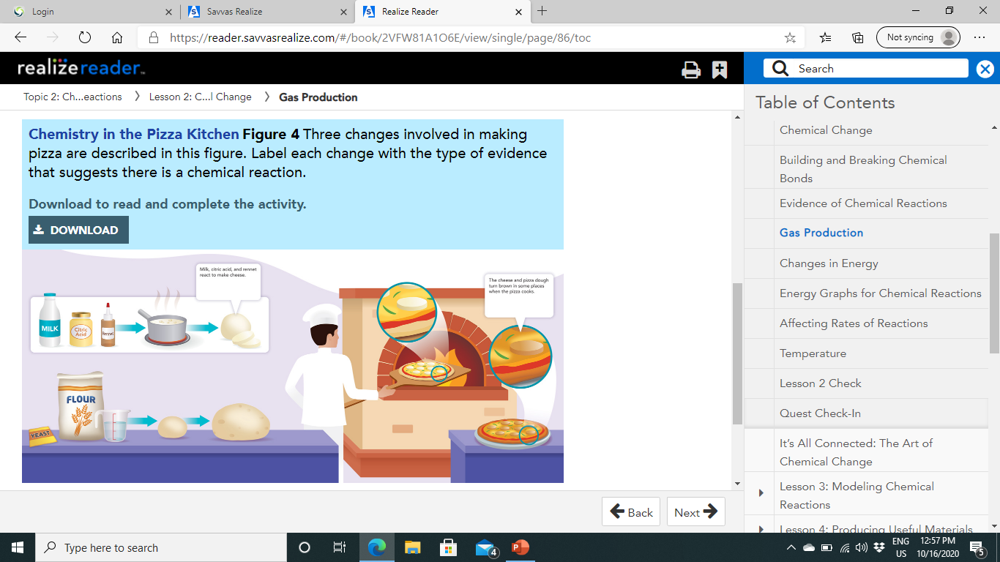 Login
Savvas Realize
Realize Reader
https://reader.savvasrealize.com/#/book/2VFW81A1O6E/view/single/page/86/toc
Not syncing
realizereader™
Search
Topic 2: Ch...eactions
Lesson 2: C...l Change
Gas Production
Table of Contents
Chemistry in the Pizza Kitchen Figure 4 Three changes involved in making
pizza are described in this figure. Label each change with the type of evidence
that suggests there is a chemical reaction.
Download to read and complete the activity.
DOWNLOAD
Milk, citric acid, and rennet
react to make cheese.
The cheese and pizza dough
turn brown in some places
when the pizza cooks.
MILK
Citric
Acid
Rennet
FLOUR
YEAST
Chemical Change
Building and Breaking Chemical
Bonds
Evidence of Chemical Reactions
Gas Production
Changes in Energy
Energy Graphs for Chemical Reactions
Affecting Rates of Reactions
Temperature
Lesson 2 Check
Quest Check-In
It's All Connected: The Art of
Chemical Change
Lesson 3: Modeling Chemical
Reactions
Lesson 4: Producing Useful Materials
Back
Next
Type here to search
4
ENG
US
12:57 PM
10/16/2020
5